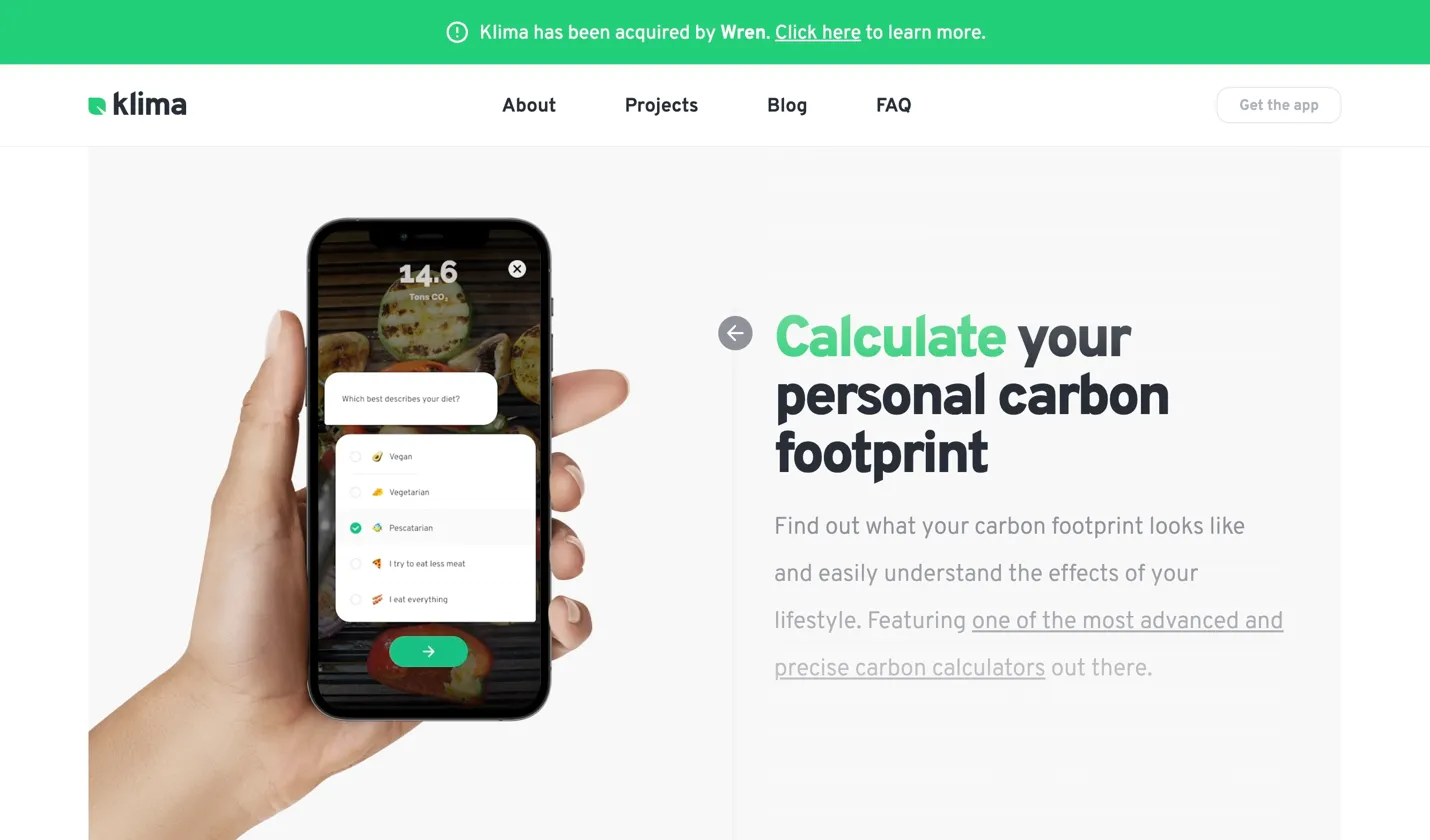 Klima has been acquired by Wren. Click here to learn more.
klima
About
Projects
Blog
FAQ
Get the app
14.6
Tons CO₂
Which best describes your diet?
Vegan
Vegetarian
Pescatarian
I try to eat less meat
I eat everything
Calculate your
personal carbon
footprint
Find out what your carbon footprint looks like
and easily understand the effects of your
lifestyle. Featuring one of the most advanced and
precise carbon calculators out there.